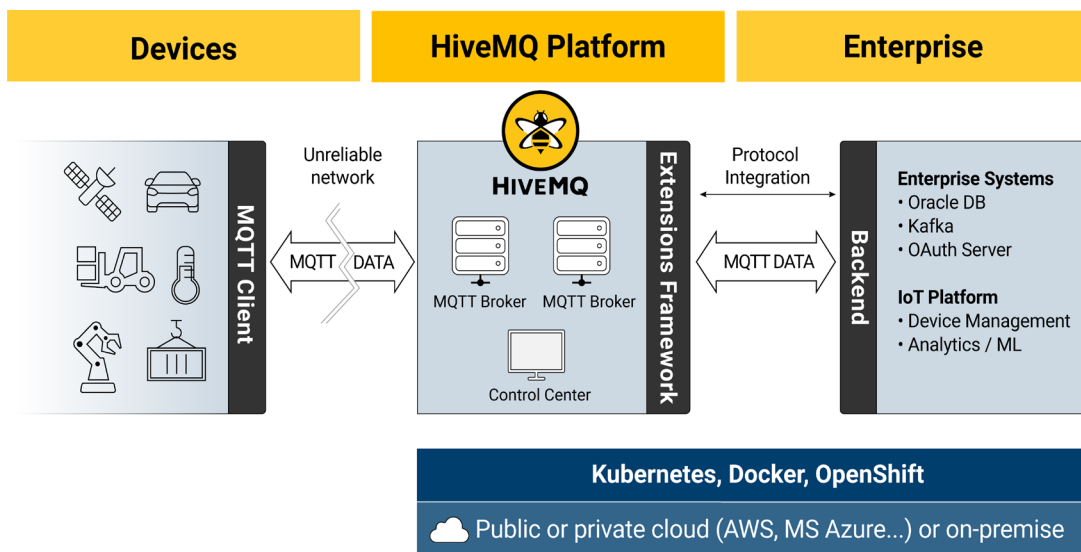 Devices
HiveMQ Platform
Enterprise
MQTT Client
Unreliable
network
MQTT DATA
HIVEMQ
MQTT Broker
MQTT Broker
Control Center
Extensions Framework
Protocol
Integration
MQTT DATA
Backend
Enterprise Systems
• Oracle DB
• Kafka
• OAuth Server
IoT Platform
• Device Management
• Analytics / ML
Kubernetes, Docker, OpenShift
Public or private cloud (AWS, MS Azure...) or on-premise